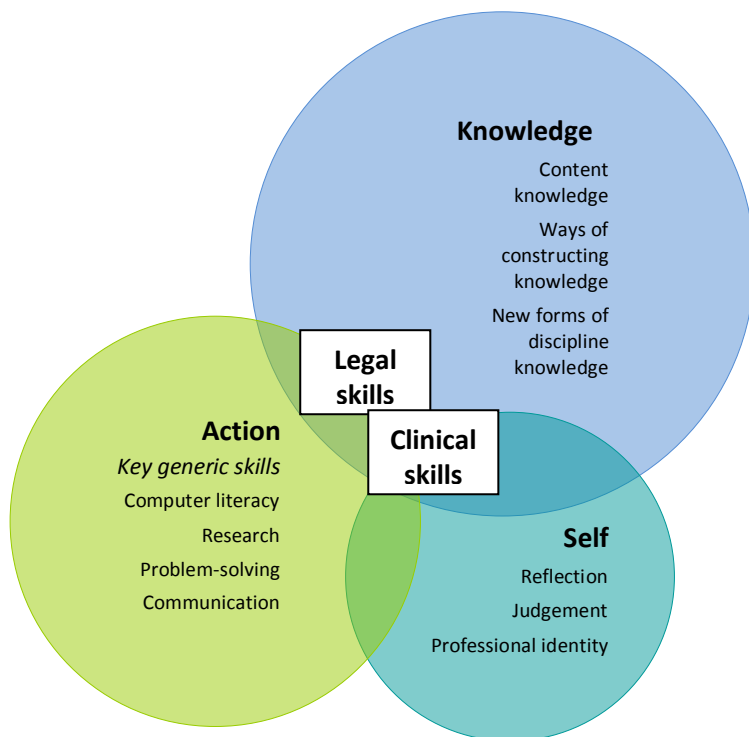 Knowledge
Content
knowledge
Ways of
constructing
knowledge
New forms of
discipline
knowledge
Legal
skills
Clinical
skills
Action
Key generic skills
Computer literacy
Research
Problem-solving
Communication
Self
Reflection
Judgement
Professional identity